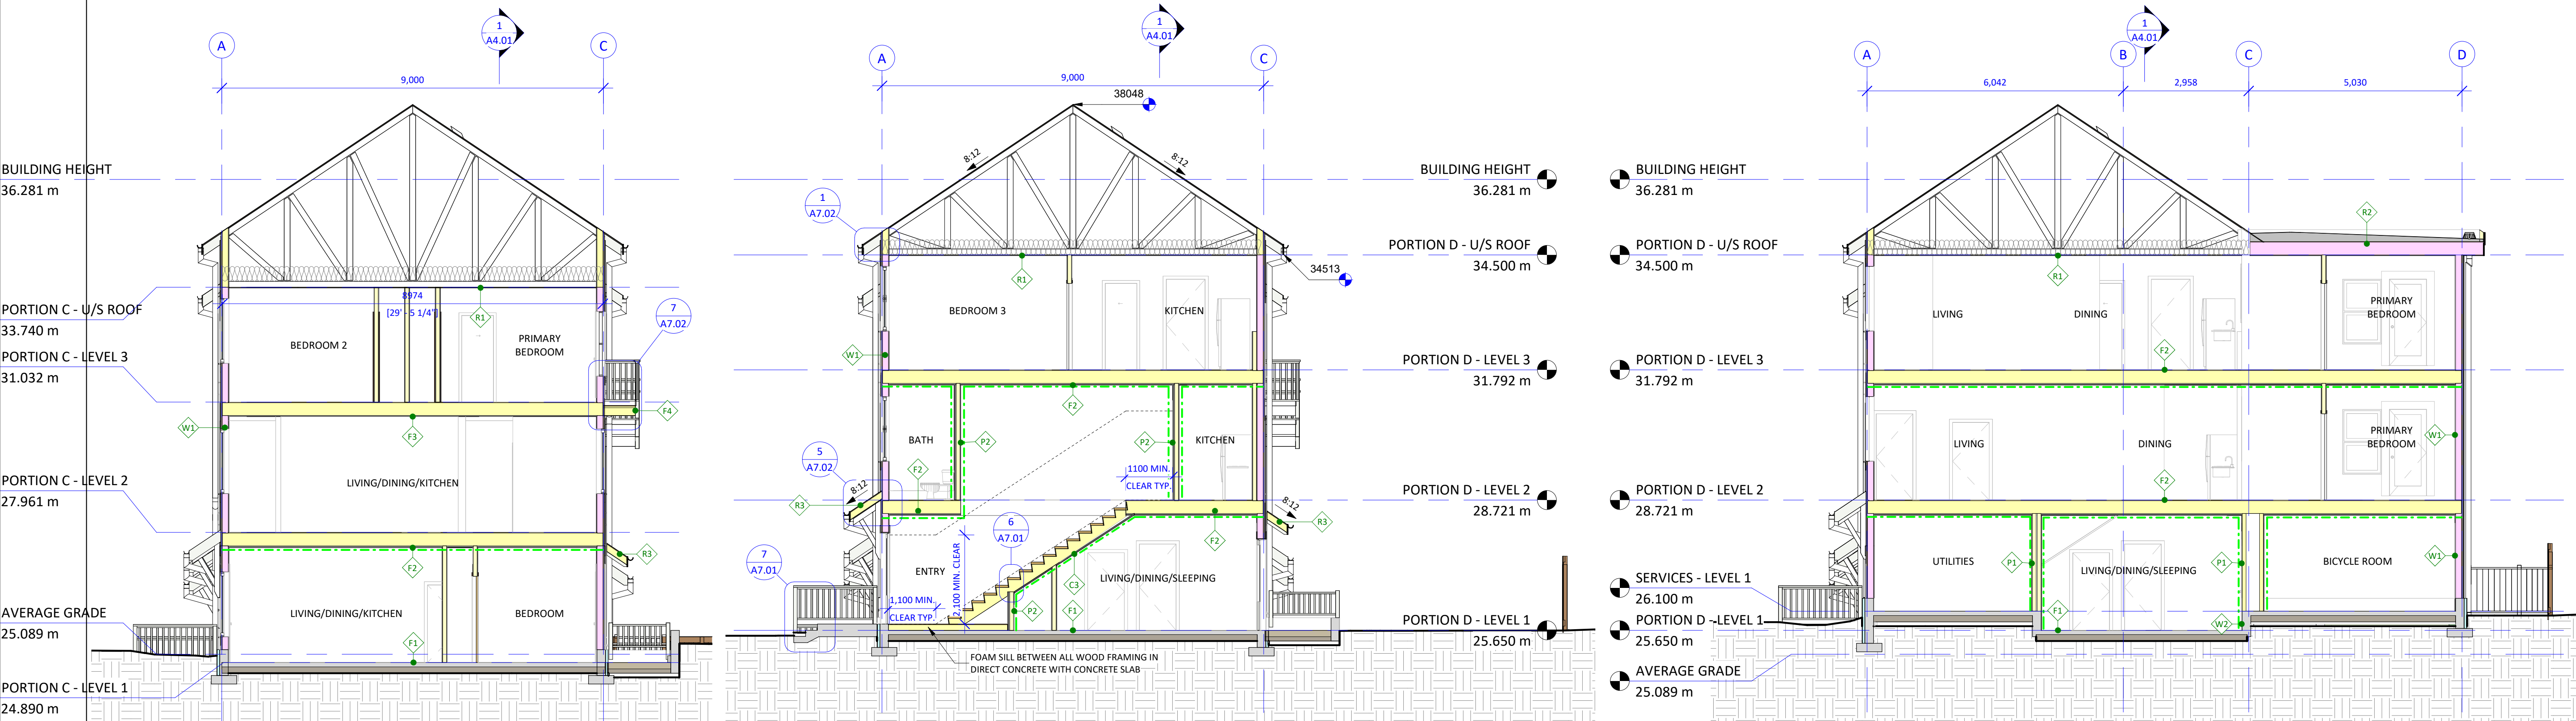 1
A4.01
A
C
9,000
BUILDING HEIGHT
36.281 m
PORTION C - U/S ROOF
33.740 m
PORTION C - LEVEL 3
31.032 m
PORTION C - LEVEL 2
27.961 m
AVERAGE GRADE
25.089 m
PORTION C - LEVEL 1
24.890 m
8974
[29' - 5 1/4"]
R1
7
A7.02
BEDROOM 2
PRIMARY
BEDROOM
F4
W1
F3
LIVING/DINING/KITCHEN
R3
F2
LIVING/DINING/KITCHEN
BEDROOM
F1
1
A4.01
A
C
9,000
38048
8:12
8:12
1
A7.02
34513
R1
BEDROOM 3
KITCHEN
W1
F2
BATH
P2
P2
KITCHEN
5
A7.02
F2
1100 MIN.
CLEAR TYP.
8:12
R3
8:12
R3
6
A7.01
F2
7
A7.01
ENTRY
2,100 MIN. CLEAR
C3
LIVING/DINING/SLEEPING
1,100 MIN.
CLEAR TYP.
P2
F1
FOAM SILL BETWEEN ALL WOOD FRAMING IN
DIRECT CONCRETE WITH CONCRETE SLAB
BUILDING HEIGHT
36.281 m
PORTION D - U/S ROOF
34.500 m
PORTION D - LEVEL 3
31.792 m
PORTION D - LEVEL 2
28.721 m
PORTION D - LEVEL 1
25.650 m
BUILDING HEIGHT
36.281 m
PORTION D - U/S ROOF
34.500 m
PORTION D - LEVEL 3
31.792 m
PORTION D - LEVEL 2
28.721 m
SERVICES - LEVEL 1
26.100 m
PORTION D - LEVEL 1
25.650 m
AVERAGE GRADE
25.089 m
1
A4.01
A
B
C
D
6,042
2,958
5,030
R2
R1
LIVING
DINING
PRIMARY
BEDROOM
F2
LIVING
DINING
PRIMARY
BEDROOM
W1
F2
UTILITIES
P1
LIVING/DINING/SLEEPING
P1
BICYCLE ROOM
W1
F1
W2